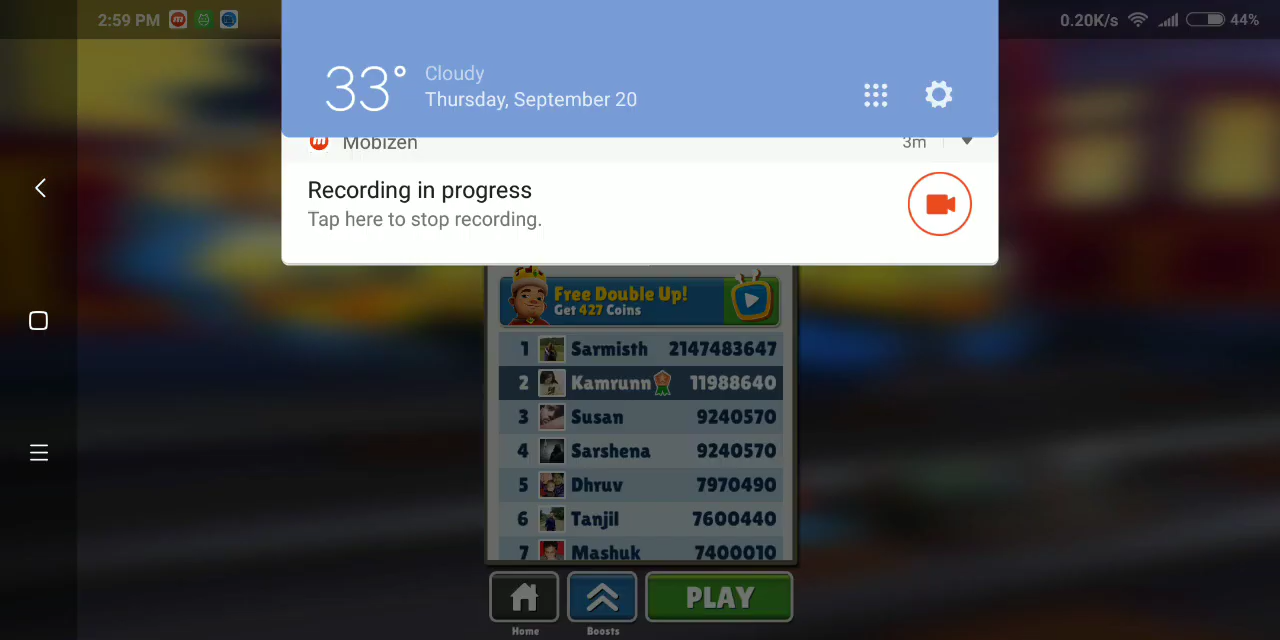 2:59 PM
0.20K/s 44%
33° Cloudy
Thursday, September 20
Mobizen 3m
Recording in progress
Tap here to stop recording.
Free Double Up!
Get 427 Coins
1 Sarmisth 2147483647
2 Kamrunn 11988640
3 Susan 9240570
4 Sarshena 9240570
5 Dhruv 7970490
6 Tanjil 7600440
7 Mashuk 7400010
PLAY
Home Boosts